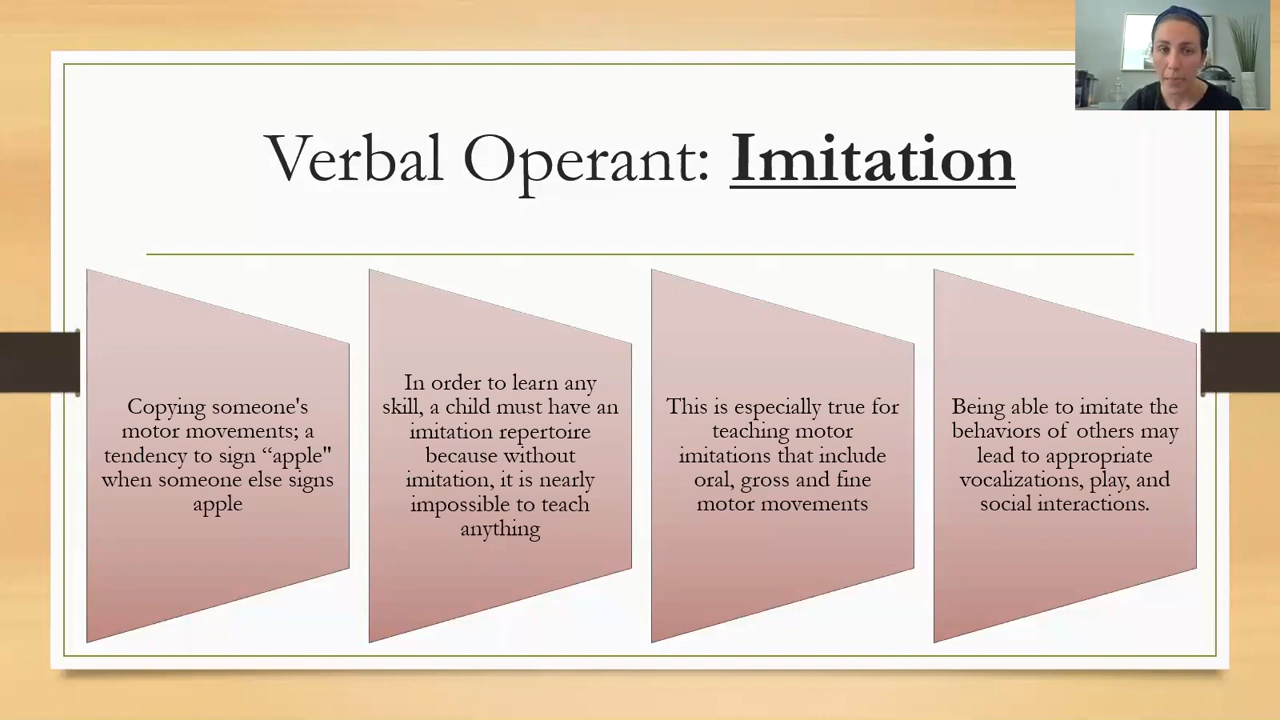 Verbal Operant: Imitation
Copying someone's
motor movements; a
tendency to sign “apple"
when someone else signs
apple
In order to learn any
skill, a child must have an
imitation repertoire
because without
imitation, it is nearly
impossible to teach
anything
This is especially true for
teaching motor
imitations that include
oral, gross and fine
motor movements
Being able to imitate the
behaviors of others may
lead to appropriate
vocalizations, play, and
social interactions.